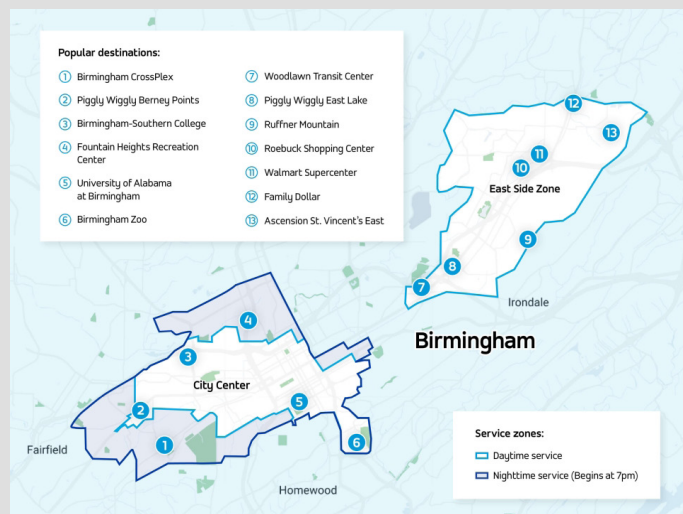 Popular destinations:
1 Birmingham CrossPlex
2 Piggly Wiggly Berney Points
3 Birmingham-Southern College
4 Fountain Heights Recreation
Center
5 University of Alabama
at Birmingham
6 Birmingham Zoo
7 Woodlawn Transit Center
8 Piggly Wiggly East Lake
9 Ruffner Mountain
10 Roebuck Shopping Center
11 Walmart Supercenter
12 Family Dollar
13 Ascension St. Vincent's East
12
13
11
10
East Side Zone
9
8
7
Irondale
4
Birmingham
3
City Center
2
5
1
6
Fairfield
Homewood
Service zones:
Daytime service
Nighttime service (Begins at 7pm)